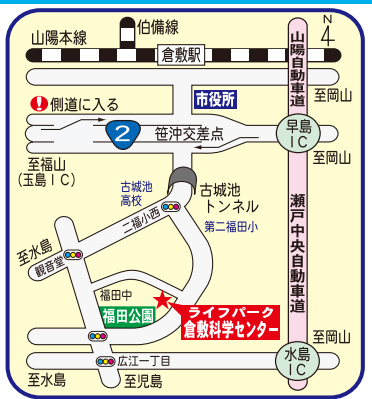 N
4
伯備線
山陽本線
倉敷駅
山陽自動車道
至岡山
市役所
側道に入る
2
笹沖交差点
早島
IC
至岡山
至福山
(玉島IC)
古城池
高校
古城池
トンネル
二福小西
第二福田小
瀬戸中央自動車道
至水島
観音堂
福田中
福田公園
ライフパーク
倉敷科学センター
至岡山
広江一丁目
水島
IC
至水島
至児島